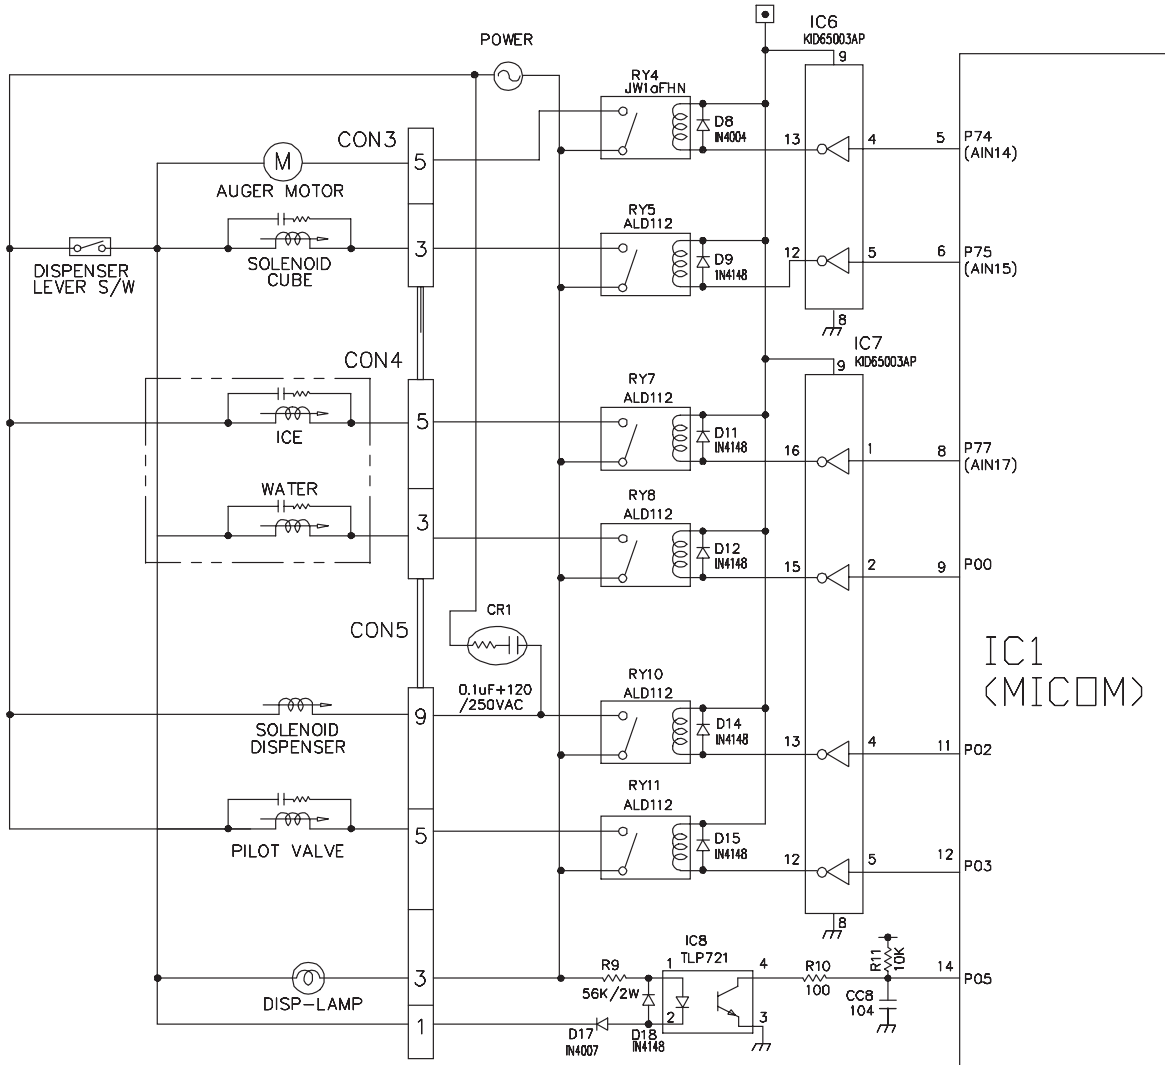 POWER
IC6
KID65003AP
9
RY4
JW1aFHN
CON3
5
M
AUGER MOTOR
D8
IN4004
13
4
5
P74
(AIN14)
RY5
ALD112
DISPENSER
LEVER S/W
SOLENOID
CUBE
3
D9
1N4148
12
5
6
P75
(AIN15)
8
CON4
IC7
KID65003AP
9
RY7
ALD112
ICE
5
D11
IN4148
16
1
8
P77
(AIN17)
WATER
RY8
ALD112
3
D12
IN4148
15
2
9
P00
CR1
CON5
0.1uF+120
/250VAC
IC1
(MICOM)
RY10
ALD112
SOLENOID
DISPENSER
9
D14
IN4148
13
4
11
P02
RY11
ALD112
PILOT VALVE
5
D15
IN4148
12
5
12
P03
8
IC8
TLP721
R9
56K/2W
1
4
R10
100
R11
10K
14
P05
DISP-LAMP
3
CC8
104
2
3
1
D17
IN4007
D18
IN4148